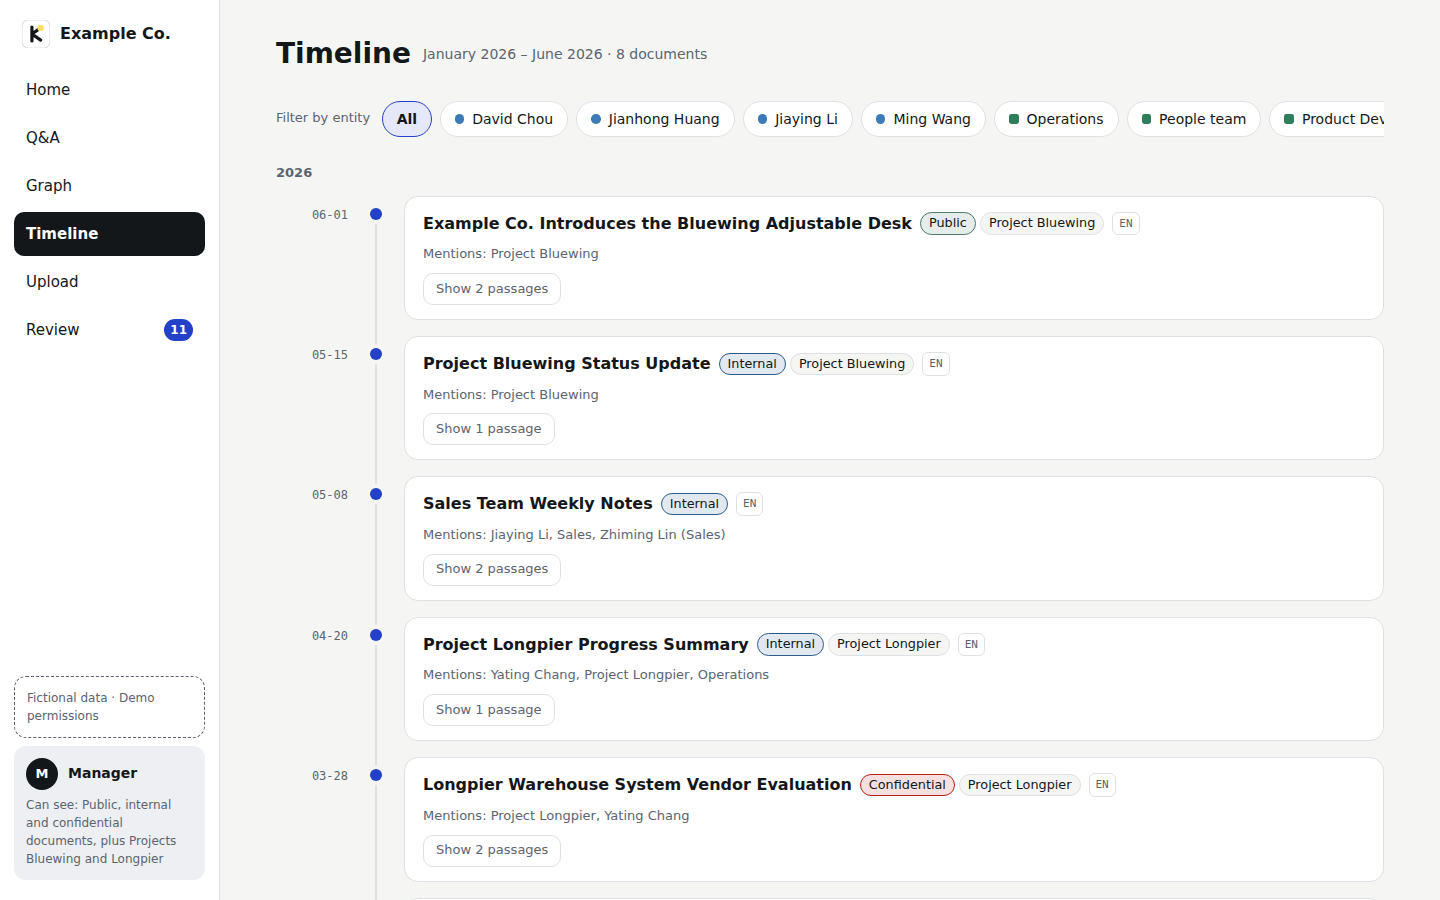 Example Co.
Home
Q&A
Graph
Timeline
Upload
Review 11
Fictional data · Demo
permissions
M Manager
Can see: Public, internal
and confidential
documents, plus Projects
Bluewing and Longpier
Timeline January 2026 – June 2026 · 8 documents
Filter by entity All David Chou Jianhong Huang Jiaying Li Ming Wang Operations People team Product Dev
2026
06-01
Example Co. Introduces the Bluewing Adjustable Desk Public Project Bluewing EN
Mentions: Project Bluewing
Show 2 passages
05-15
Project Bluewing Status Update Internal Project Bluewing EN
Mentions: Project Bluewing
Show 1 passage
05-08
Sales Team Weekly Notes Internal EN
Mentions: Jiaying Li, Sales, Zhiming Lin (Sales)
Show 2 passages
04-20
Project Longpier Progress Summary Internal Project Longpier EN
Mentions: Yating Chang, Project Longpier, Operations
Show 1 passage
03-28
Longpier Warehouse System Vendor Evaluation Confidential Project Longpier EN
Mentions: Project Longpier, Yating Chang
Show 2 passages